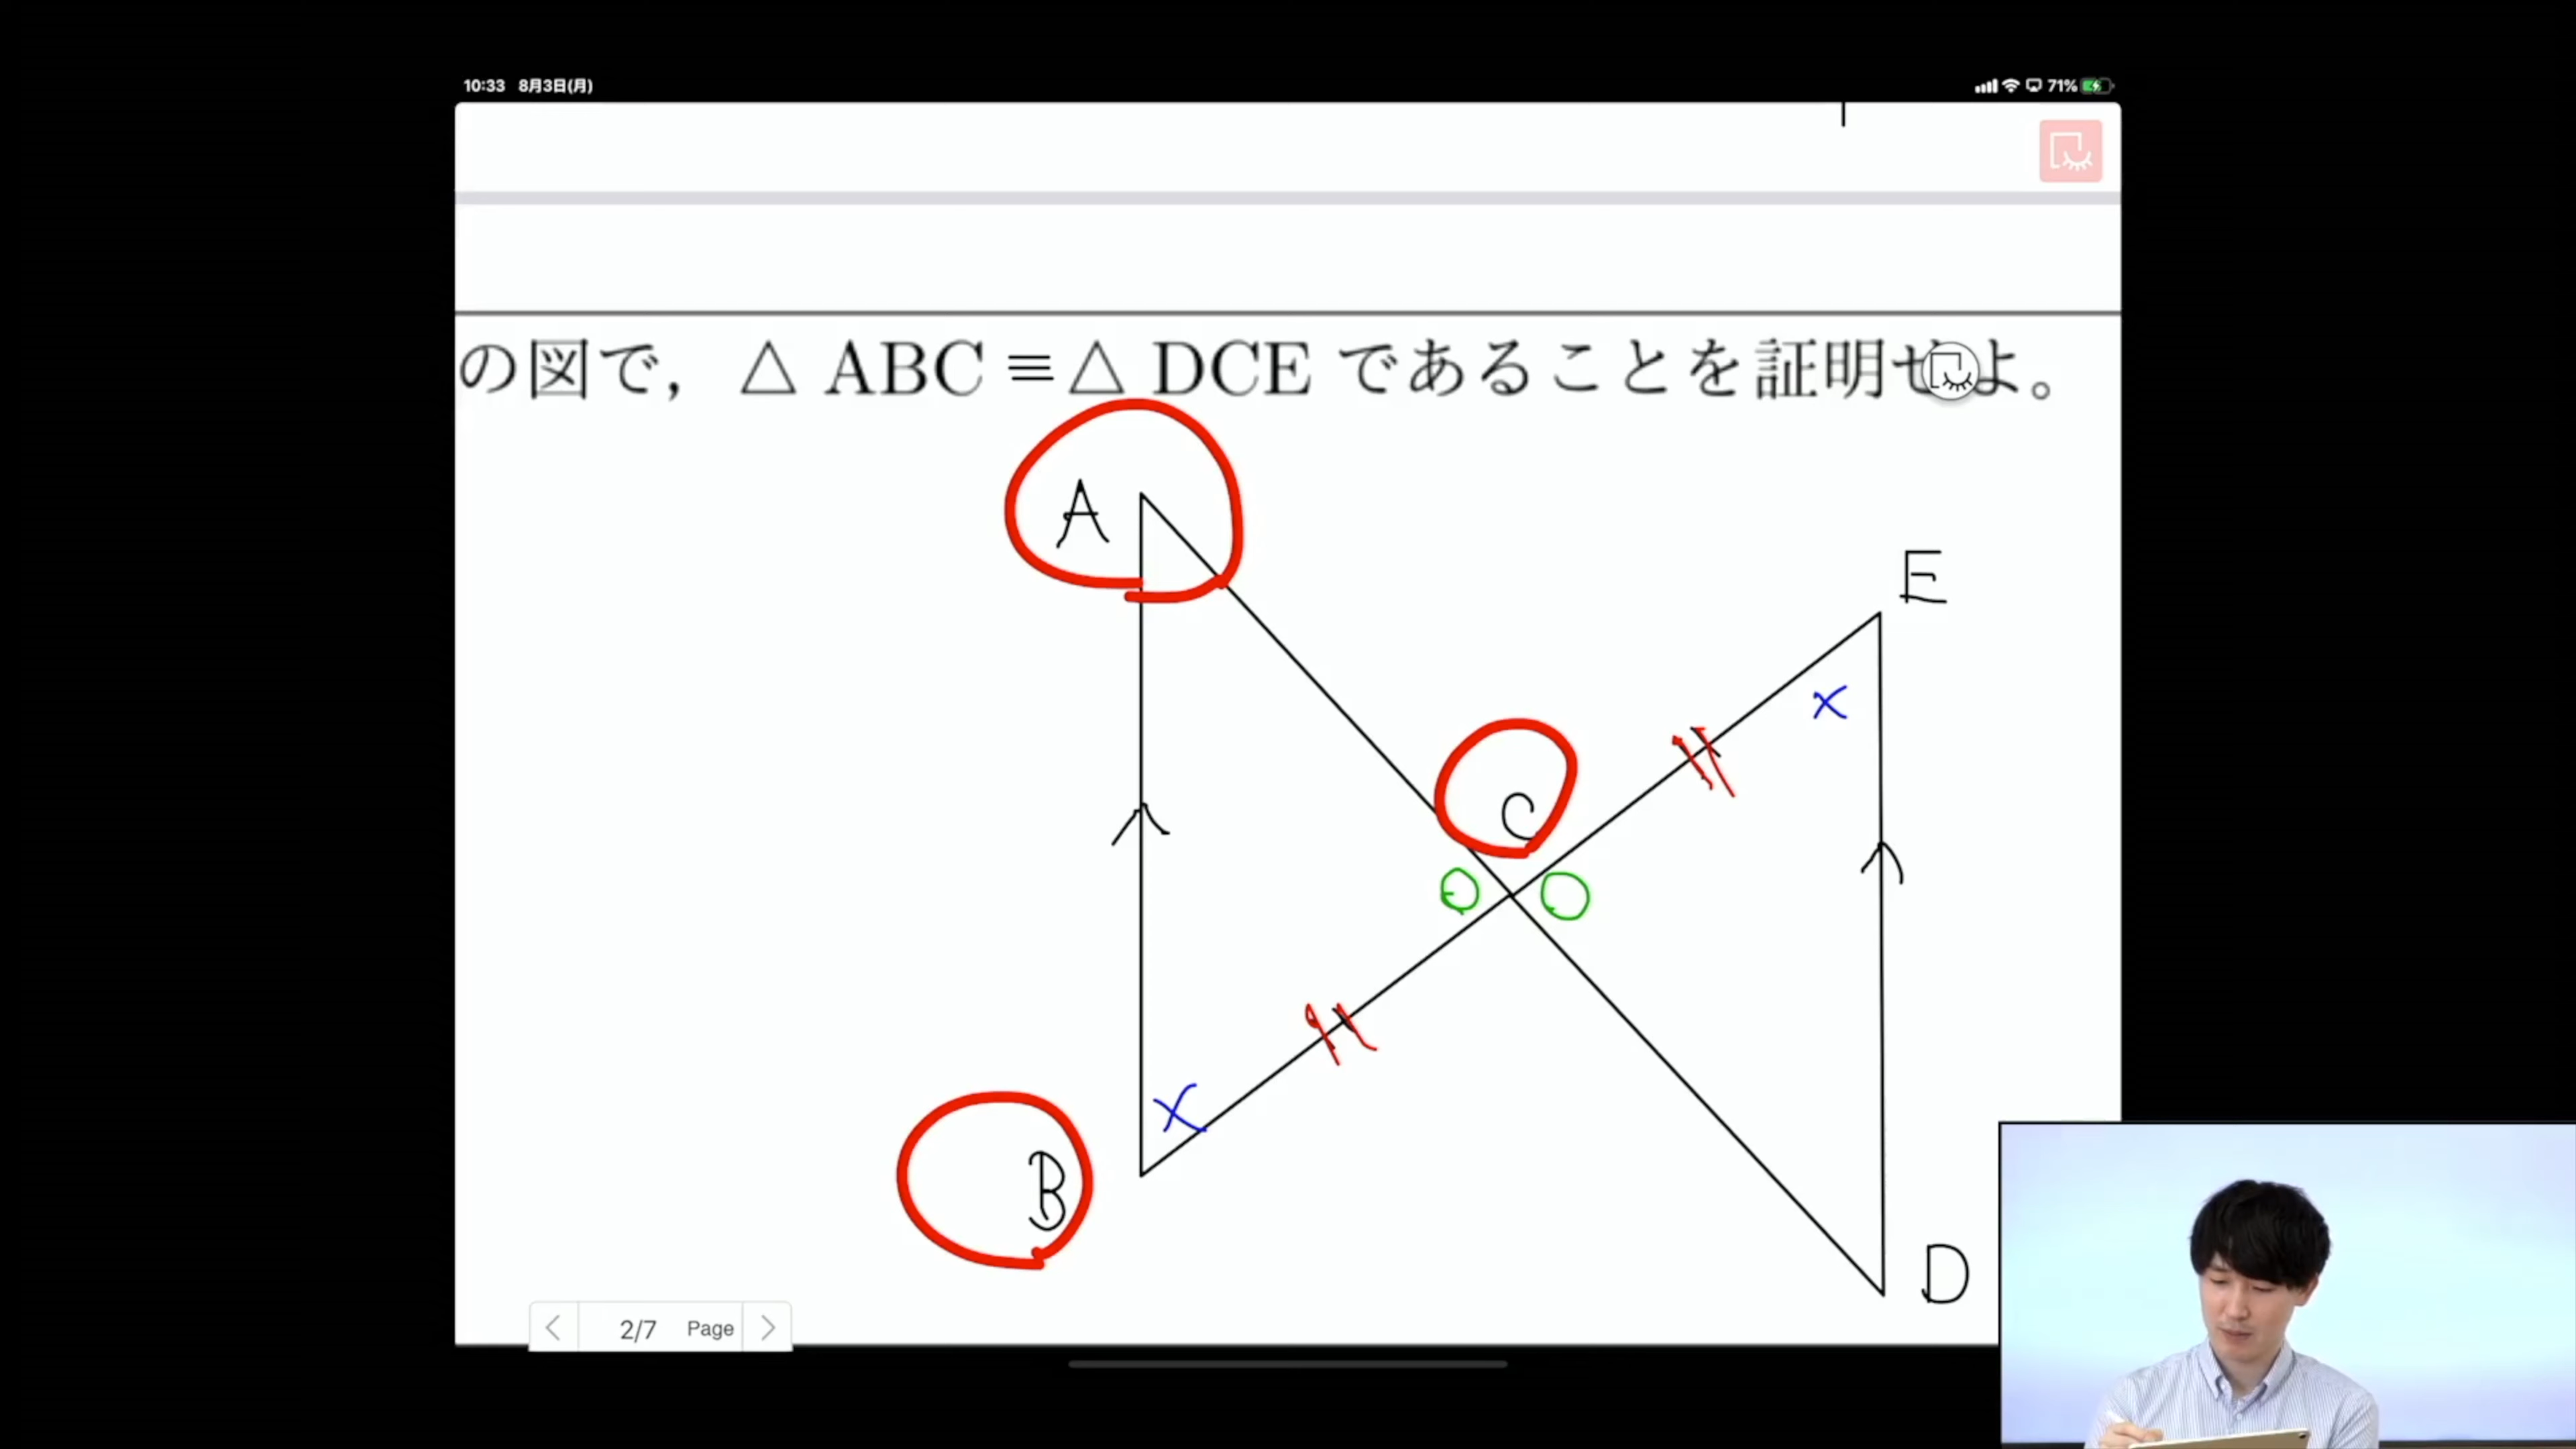 10:33 8月3日(月) 71%
の図で，△ ABC ≡ △ DCE であることを証明せよ。
A
E
x
C
x
B
D
2/7 Page